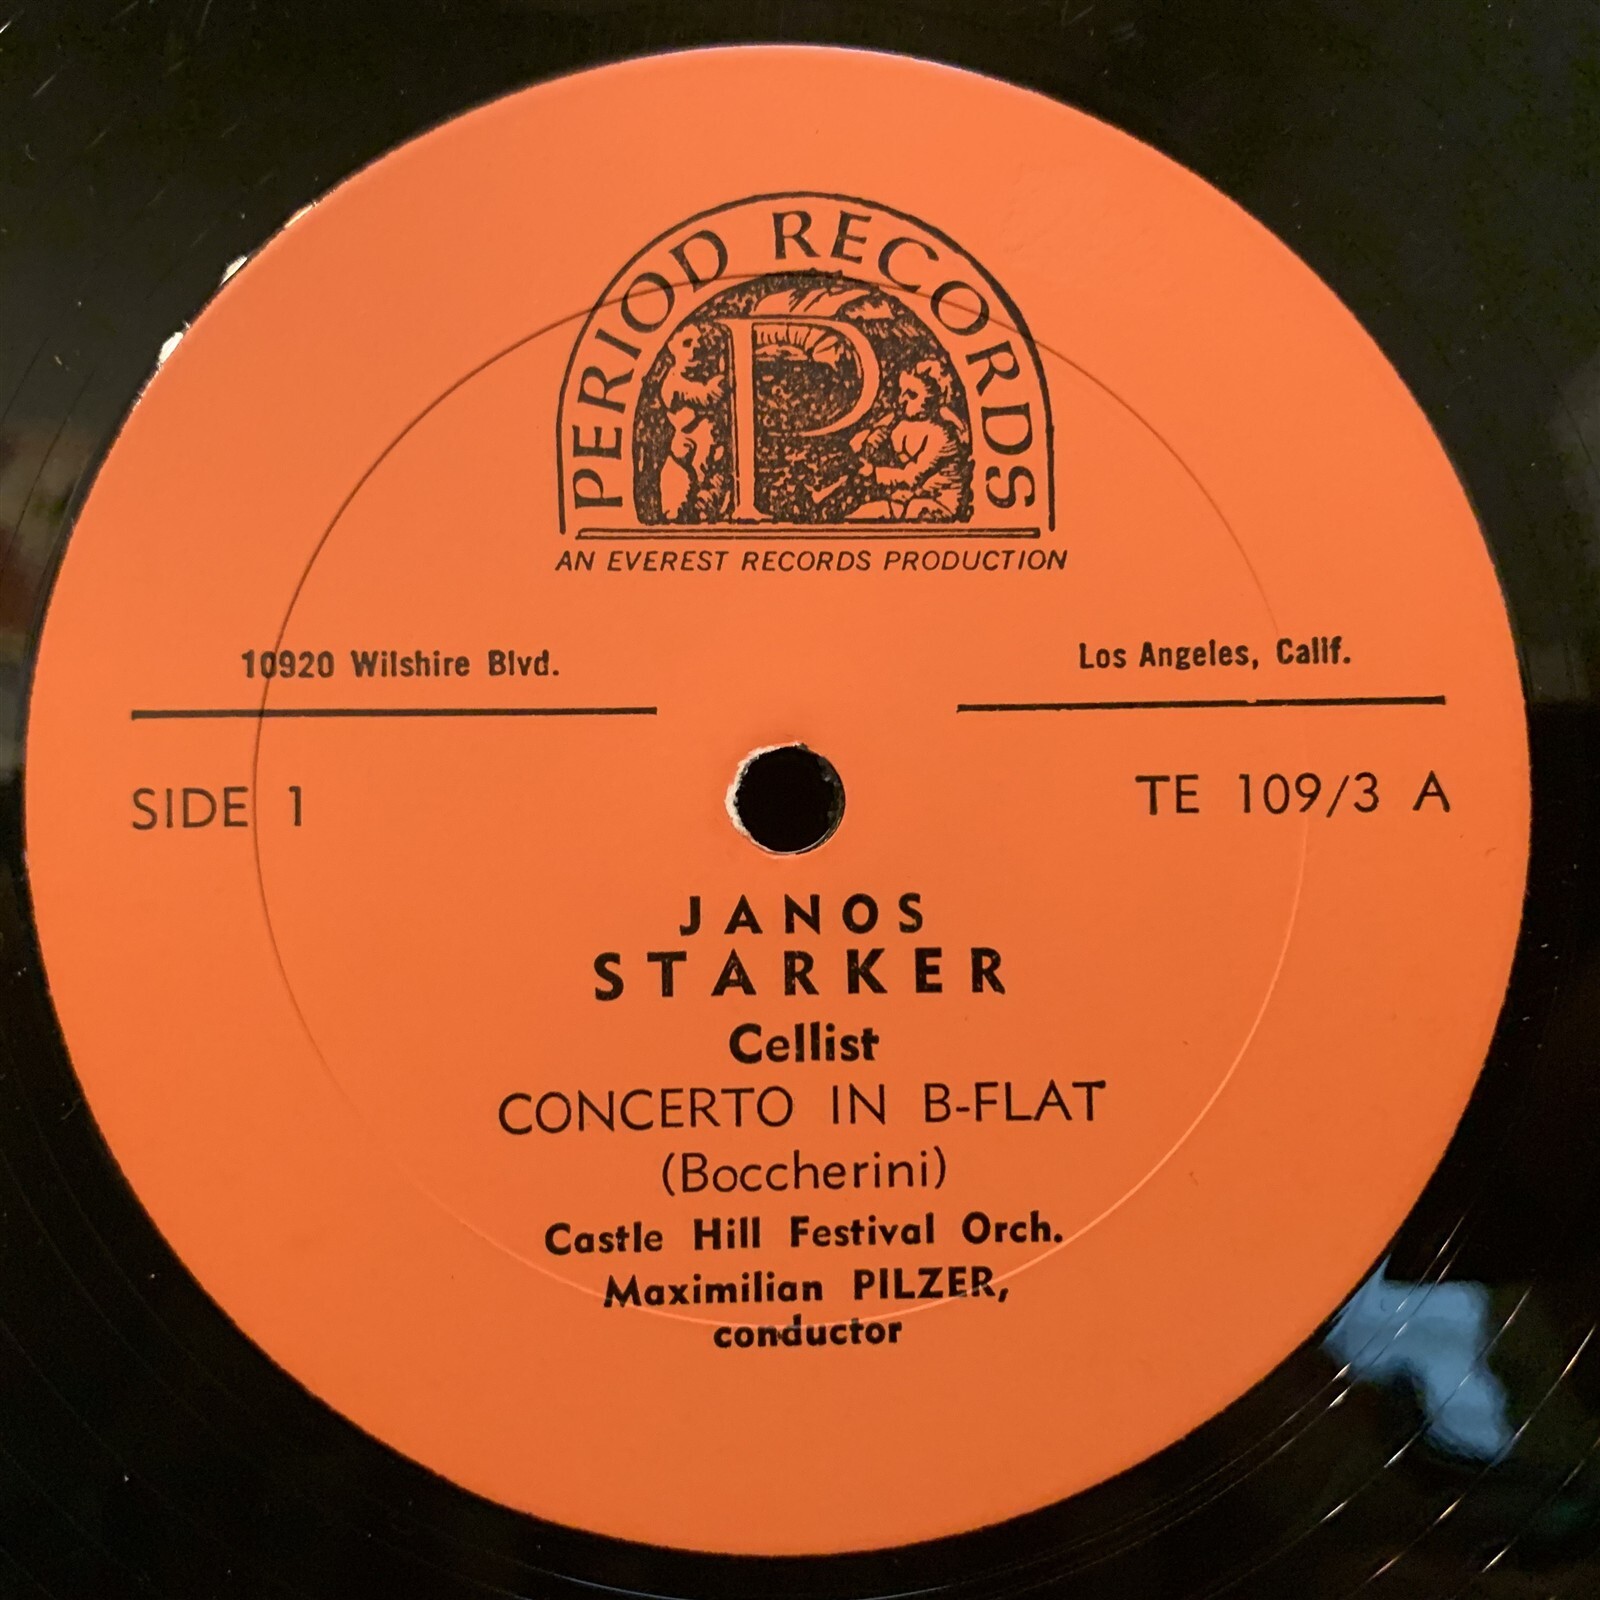 PERIOD RECORDS
P
AN EVEREST RECORDS PRODUCTION
10920 Wilshire Blvd.
Los Angeles, Calif.
SIDE 1
TE 109/3 A
JANOS
STARKER
Cellist
CONCERTO IN B-FLAT
(Boccherini)
Castle Hill Festival Orch.
Maximilian PILZER,
conductor